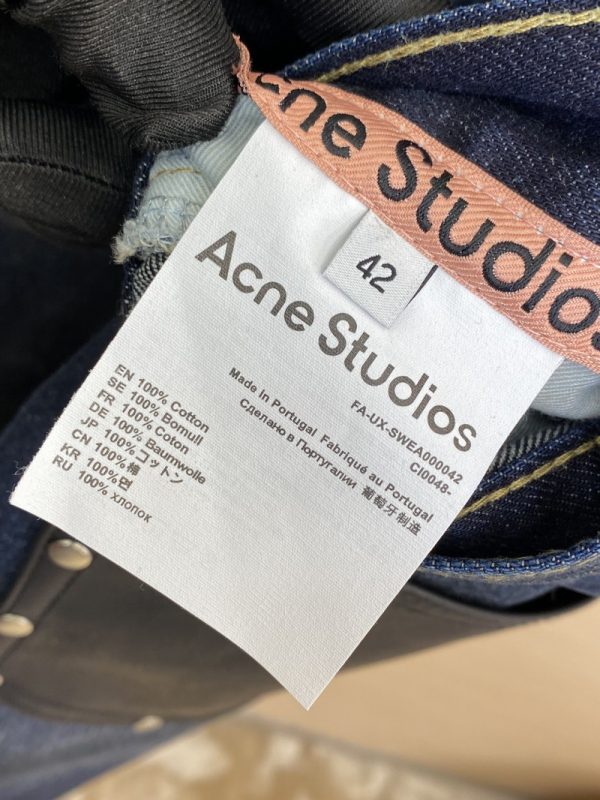 Acne Studios
42
Acne Studios
FA-UX-SWEA000042
CI0048-
Made in Portugal Fabriqué au Portugal
Сделано в Португалии 葡萄牙制造
EN 100% Cotton
SE 100% Bomull
FR 100% Coton
DE 100% Baumwolle
JP 100% コットン
CN 100% 棉
KR 100% 면
RU 100% хлопок